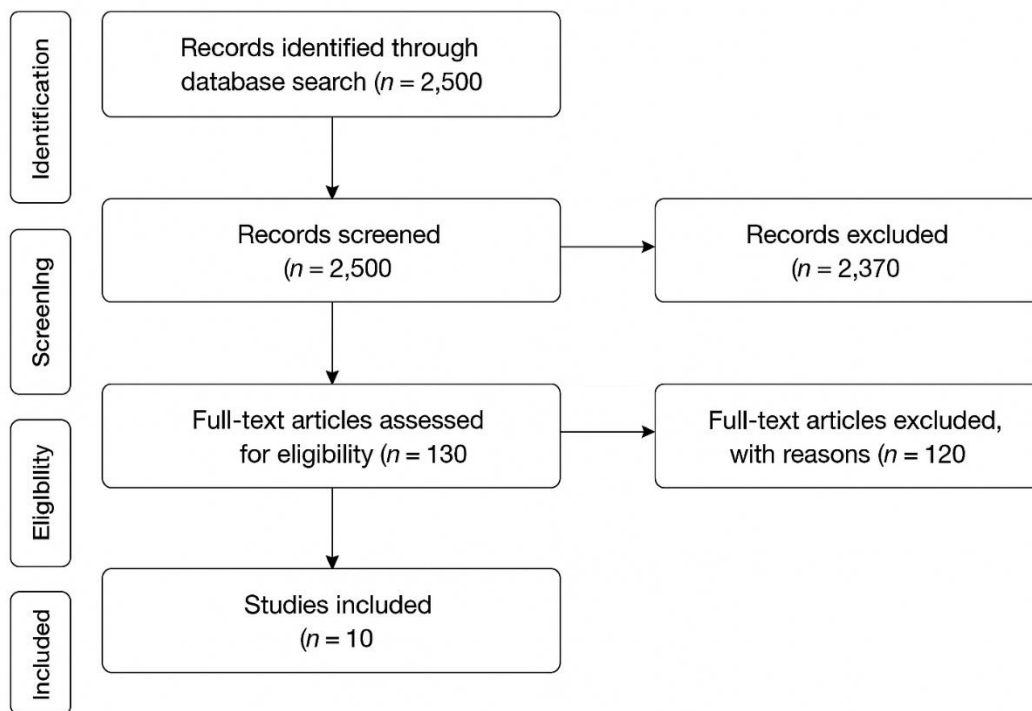 Identification
Records identified through
database search (n = 2,500
Screening
Records screened
(n = 2,500
Records excluded
(n = 2,370
Eligibility
Full-text articles assessed
for eligibility (n = 130
Full-text articles excluded,
with reasons (n = 120
Included
Studies included
(n = 10